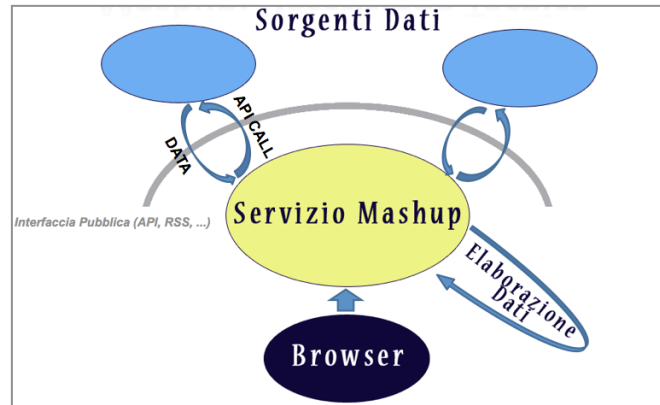 Sorgenti Dati
API CALL
DATA
Servizio Mashup
Interfaccia Pubblica (API, RSS, ...)
Elaborazione
Dati
Browser